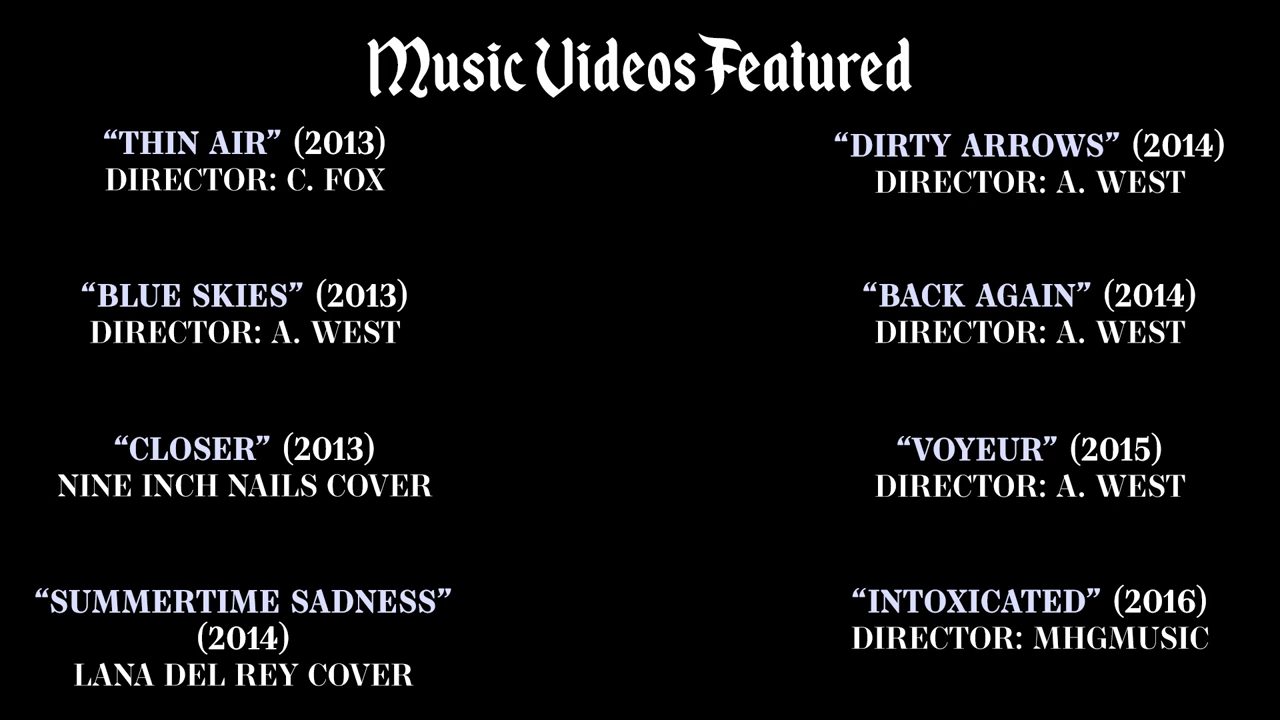 Music Videos Featured
“THIN AIR” (2013)
DIRECTOR: C. FOX
“BLUE SKIES” (2013)
DIRECTOR: A. WEST
“CLOSER” (2013)
NINE INCH NAILS COVER
“SUMMERTIME SADNESS”
(2014)
LANA DEL REY COVER
“DIRTY ARROWS” (2014)
DIRECTOR: A. WEST
“BACK AGAIN” (2014)
DIRECTOR: A. WEST
“VOYEUR” (2015)
DIRECTOR: A. WEST
“INTOXICATED” (2016)
DIRECTOR: MHGMUSIC